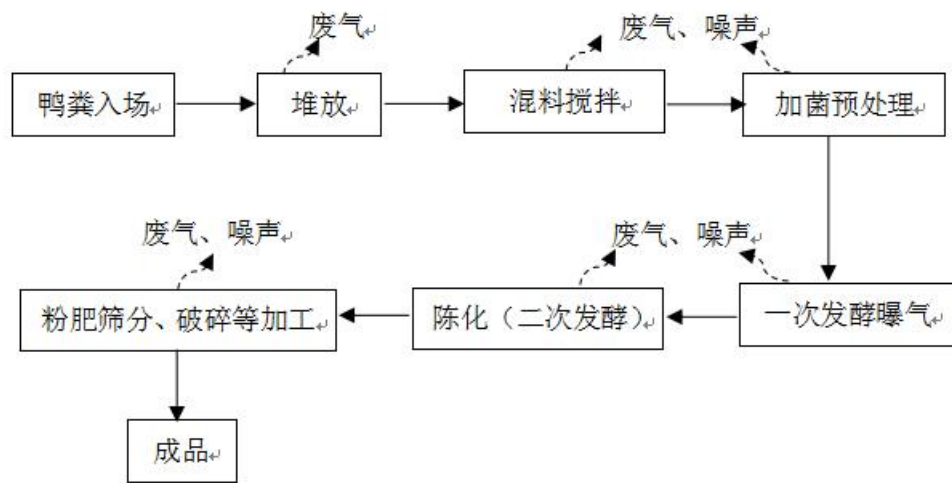 废气
废气、噪声
鸭粪入场
堆放
混料搅拌
加菌预处理
废气、噪声
废气、噪声
粉肥筛分、破碎等加工
陈化（二次发酵）
一次发酵曝气
成品